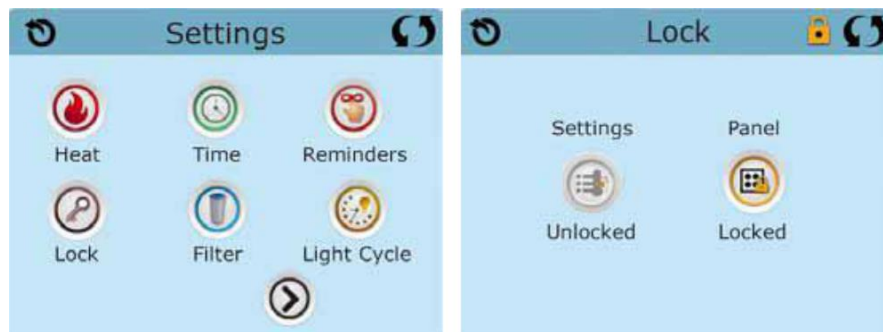 Settings
Heat
Time
Reminders
Lock
Filter
Light Cycle
Lock
Settings
Panel
Unlocked
Locked